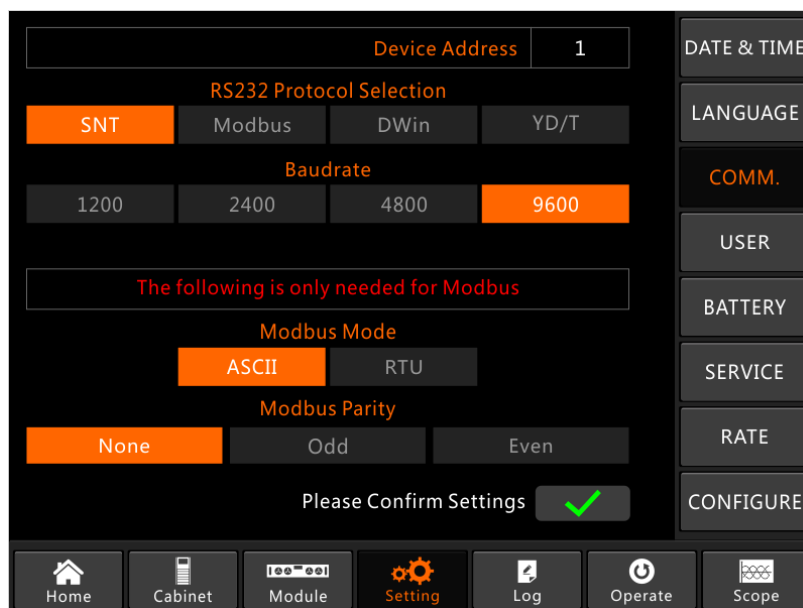 Device Address 1
DATE & TIME
RS232 Protocol Selection
SNT Modbus DWin YD/T
LANGUAGE
Baudrate
COMM.
1200 2400 4800 9600
USER
The following is only needed for Modbus
BATTERY
Modbus Mode
ASCII RTU
SERVICE
Modbus Parity
None Odd Even
RATE
Please Confirm Settings
CONFIGURE
Home Cabinet Module Setting Log Operate Scope